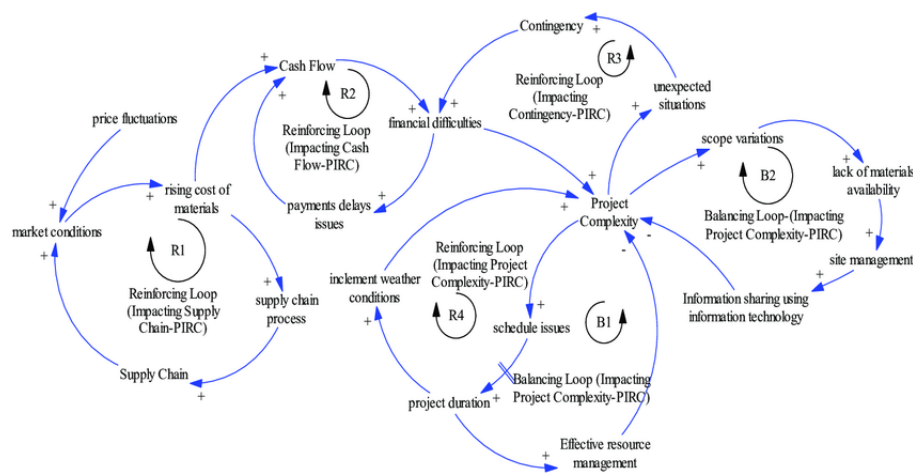 Contingency
R3
Reinforcing Loop
(Impacting
Contingency-PIRC)
unexpected
situations
Cash Flow
R2
Reinforcing Loop
(Impacting Cash
Flow-PIRC)
financial difficulties
payments delays
issues
price fluctuations
rising cost of
materials
market conditions
R1
Reinforcing Loop
(Impacting Supply
Chain-PIRC)
supply chain
process
Supply Chain
scope variations
B2
lack of materials
availability
Balancing Loop-(Impacting
Project Complexity-PIRC)
site management
Information sharing using
information technology
Project
Complexity
Reinforcing Loop
(Impacting Project
Complexity-PIRC)
R4
inclement weather
conditions
schedule issues
B1
Balancing Loop (Impacting
Project Complexity-PIRC)
project duration
Effective resource
management